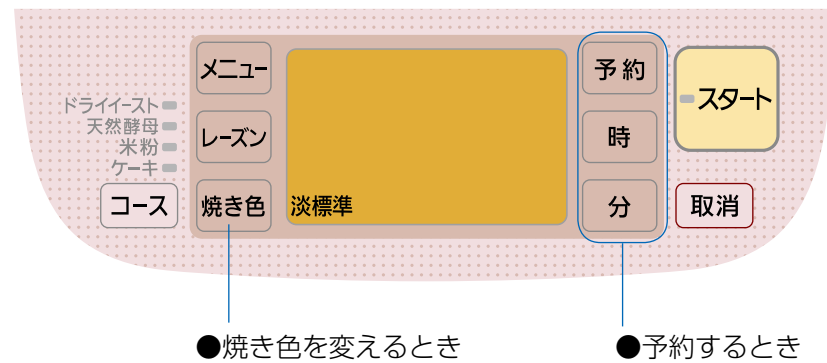 メニュー
予約
スタート
ドライイースト
天然酵母
米粉
ケーキ
レーズン
時
コース
焼き色
淡標準
分
取消
●焼き色を変えるとき
●予約するとき